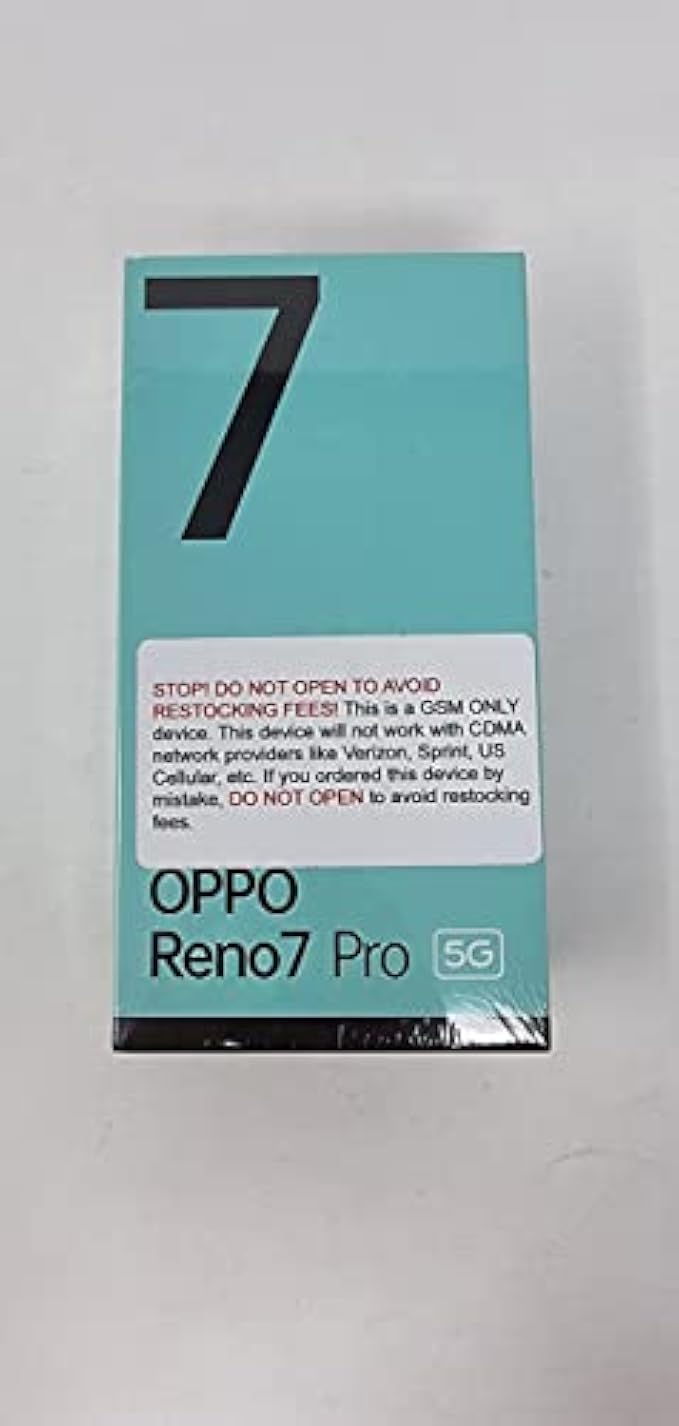 7
STOP! DO NOT OPEN TO AVOID
RESTOCKING FEES! This is a GSM ONLY
device. This device will not work with CDMA
network providers like Verizon, Sprint, US
Cellular, etc. If you ordered this device by
mistake, DO NOT OPEN to avoid restocking
fees.
OPPO
Reno7 Pro 5G